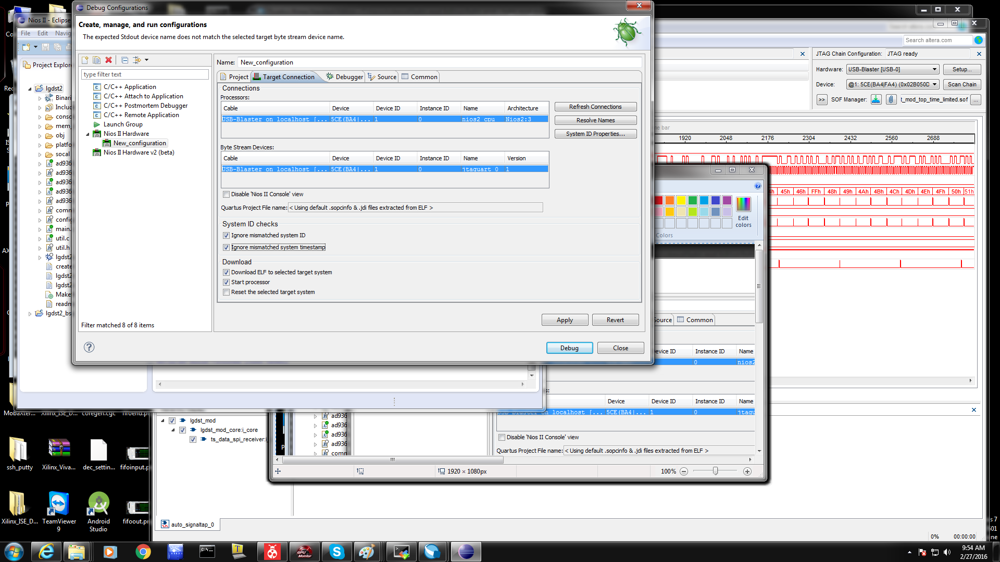 Debug Configurations
Nios II - Eclipse
File Edit Navig
Create, manage, and run configurations
The expected Stdout device name does not match the selected target byte stream device name.
Search altera.com
Project Explor
type filter text
Name: New_configuration
Project Target Connection Debugger Source Common
JTAG Chain Configuration: JTAG ready
Hardware: USB-Blaster [USB-0] Setup...
Device: @1: 5CE(BA4|FA4) (0x02B050D Scan Chain
>> SOF Manager: t_mod_top_time_limited.sof ...
C/C++ Application
C/C++ Attach to Application
C/C++ Postmortem Debugger
C/C++ Remote Application
Launch Group
Nios II Hardware
New_configuration
Nios II Hardware v2 (beta)
Filter matched 8 of 8 items
lgdst2
Binari
Includ
consc
mem_
obj
platfo
socal
ad936
ad936
ad936
ad936
ad936
comm
config
main.
util.c
util.h
lgdst2
create
lgdst2
lgdst2
Make
readm
lgdst2_bs
Connections
Processors:
Cable Device Device ID Instance ID Name Architecture
USB-Blaster on localhost [... 5CE(BA4|... 1 0 nios2_cpu Nios2:3
Refresh Connections
Resolve Names
System ID Properties...
Byte Stream Devices:
Cable Device Device ID Instance ID Name Version
USB-Blaster on localhost [... 5CE(BA4|... 1 0 jtaguart_0 1
Disable 'Nios II Console' view
Quartus Project File name: < Using default .sopcinfo & .jdi files extracted from ELF >
System ID checks
Ignore mismatched system ID
Ignore mismatched system timestamp
Download
Download ELF to selected target system
Start processor
Reset the selected target system
Apply Revert
Debug Close
ne bar
1920 2048 2176 2304 2432 2560 2688
45h 46h FFh 48h 49h 4Ah 4Bh 4Ch 4Dh 4Eh 4Fh 50h 51h
Edit colors
Colors
Source Common
evice ID Instance ID Name
0 nios2
s:
Device Device ID Instance ID Name
USB-Blaster on localhost [... 5CE(BA4|... 1 0 jtagu
Disable 'Nios II Console' view
Quartus Project File name: < Using default .sopcinfo & .jdi files extracted from ELF >
ad936
ad936
ad936
ad936
comm
1920 × 1080px
100%
lgdst_mod
lgdst_mod_core:i_core
ts_data_spi_receiver:i_
auto_signaltap_0
0% 00:00:00
MobaXter... Xilinx_ISE_D... coregen.cgc fifoend.pr
ssh_putty Xilinx_Viva... dec_settin... fifoinput.pr
Xilinx_ISE_D... TeamViewer 9 Android Studio fifoout.pr
9:54 AM
2/27/2016